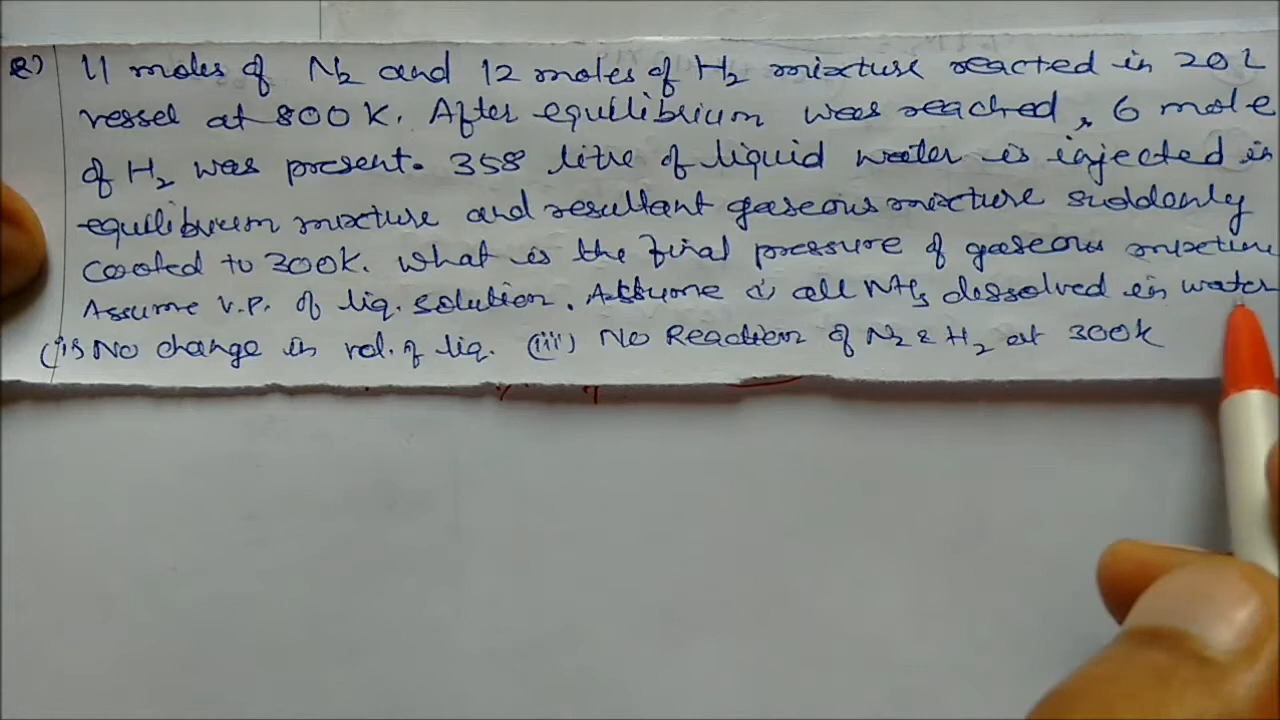 Q) 11 moles of N2 and 12 moles of H2 mixture reacted in 20 L
vessel at 800 K. After equilibrium was reached, 6 mole
of H2 was present. 358 litre of liquid water is injected in
equilibrium mixture and resultant gaseous mixture suddenly
cooled to 300K. What is the final pressure of gaseous mixture
Assume V.P. of liq. solution. Assume i) all NH3 dissolved in water
(ii) No change in vol. of liq. (iii) No Reaction of N2 & H2 at 300K